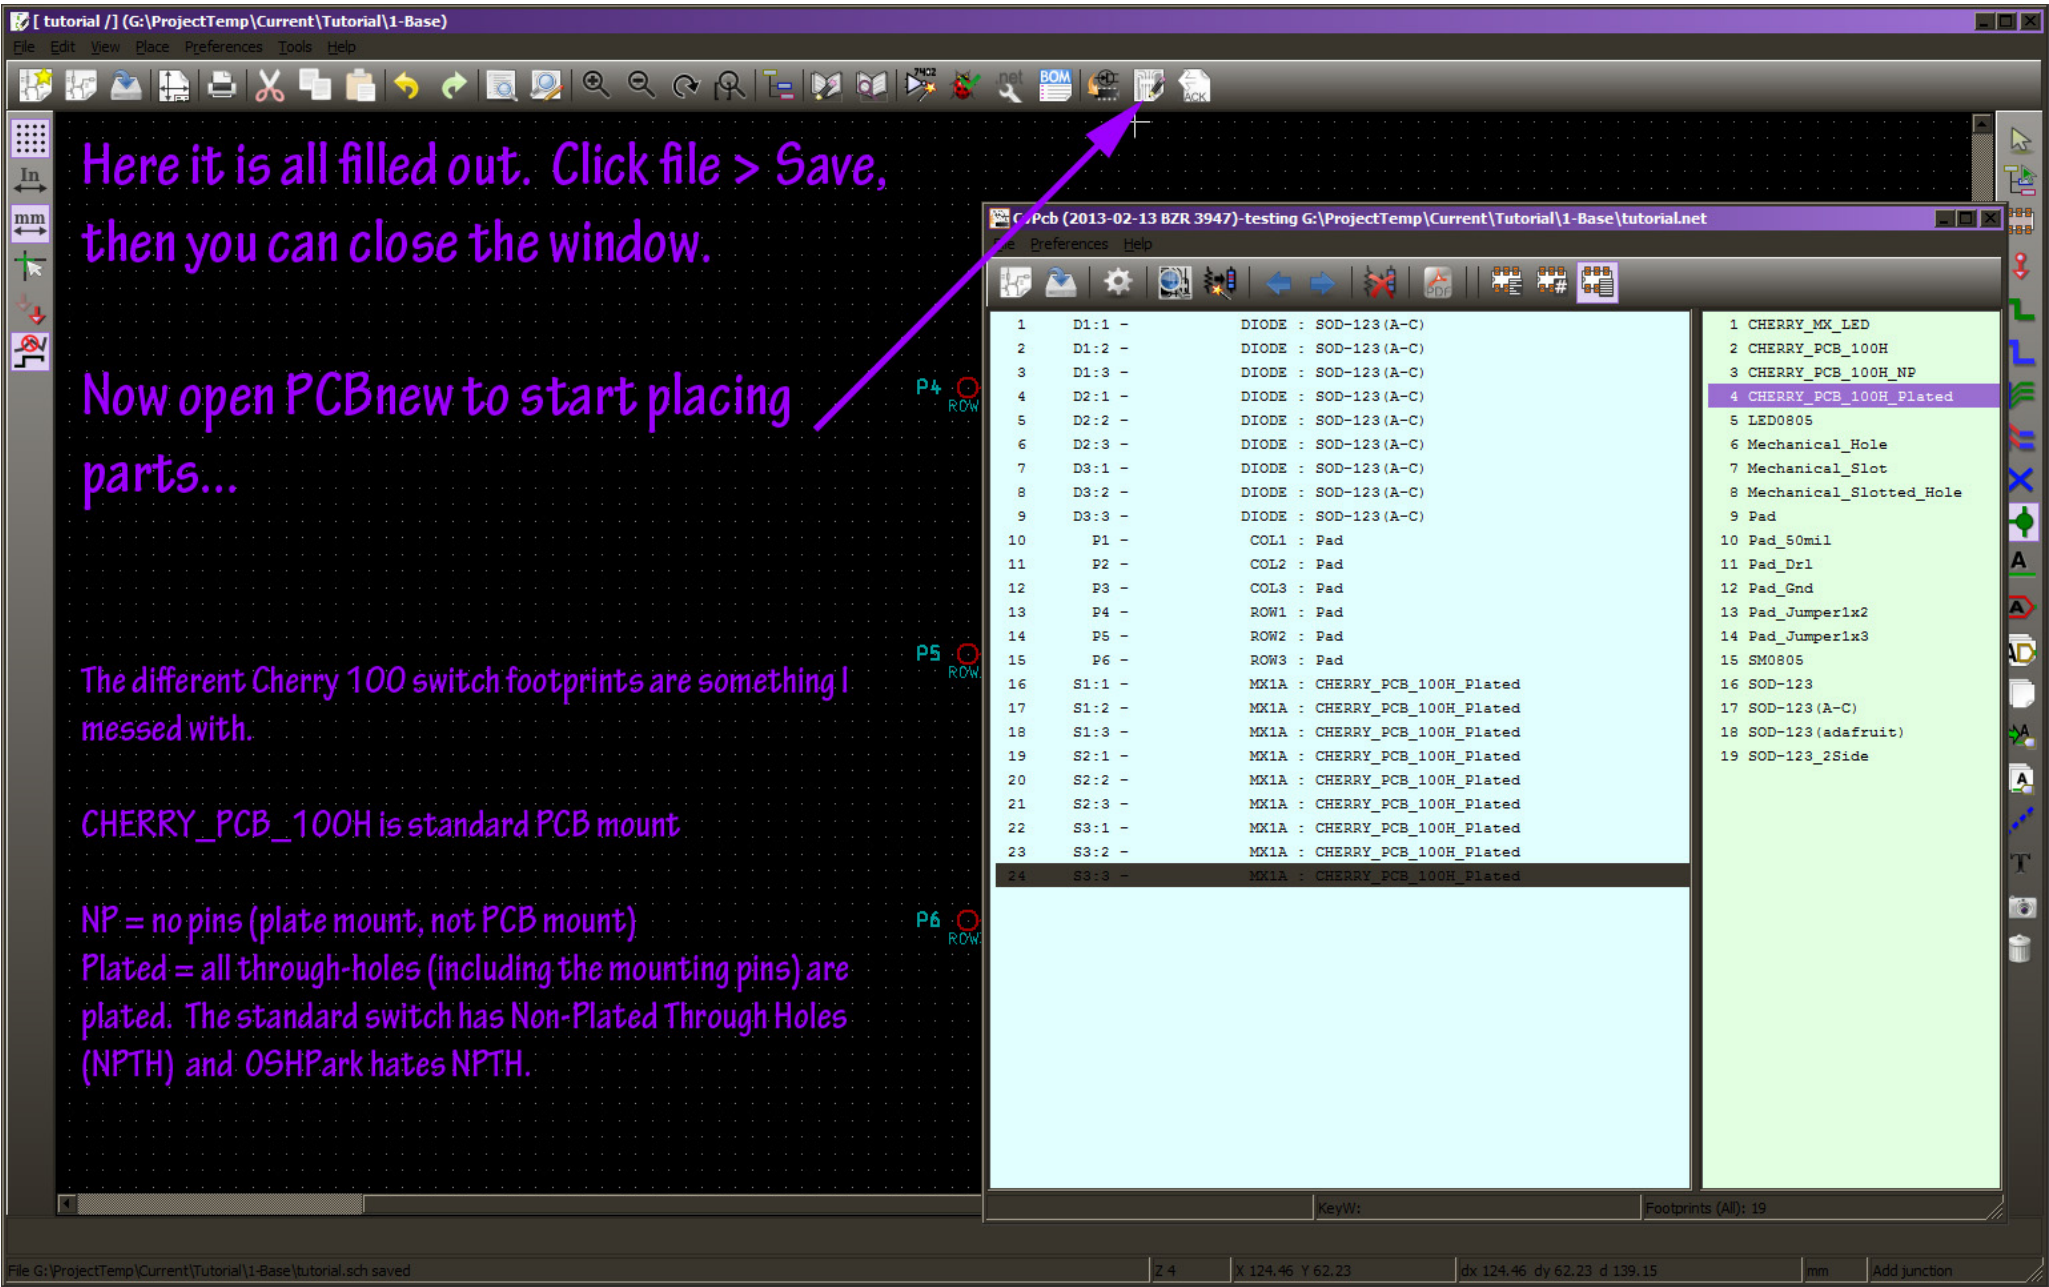 [ tutorial /] (G:\ProjectTemp\Current\Tutorial\1-Base)
File Edit View Place Preferences Tools Help
7402
.net
BOM
ACK
In
mm
Here it is all filled out. Click file > Save,
then you can close the window.
Now open PCBnew to start placing
parts...
The different Cherry 100 switch footprints are something I
messed with.
CHERRY_PCB_100H is standard PCB mount
NP = no pins (plate mount, not PCB mount)
Plated = all through-holes (including the mounting pins) are
plated. The standard switch has Non-Plated Through Holes
(NPTH) and OSHPark hates NPTH.
P4
ROW
P5
ROW
P6
ROW
Pcb (2013-02-13 BZR 3947)-testing G:\ProjectTemp\Current\Tutorial\1-Base\tutorial.net
Preferences Help
PDF
#
1 D1:1 - DIODE : SOD-123(A-C)
2 D1:2 - DIODE : SOD-123(A-C)
3 D1:3 - DIODE : SOD-123(A-C)
4 D2:1 - DIODE : SOD-123(A-C)
5 D2:2 - DIODE : SOD-123(A-C)
6 D2:3 - DIODE : SOD-123(A-C)
7 D3:1 - DIODE : SOD-123(A-C)
8 D3:2 - DIODE : SOD-123(A-C)
9 D3:3 - DIODE : SOD-123(A-C)
10 P1 - COL1 : Pad
11 P2 - COL2 : Pad
12 P3 - COL3 : Pad
13 P4 - ROW1 : Pad
14 P5 - ROW2 : Pad
15 P6 - ROW3 : Pad
16 S1:1 - MX1A : CHERRY_PCB_100H_Plated
17 S1:2 - MX1A : CHERRY_PCB_100H_Plated
18 S1:3 - MX1A : CHERRY_PCB_100H_Plated
19 S2:1 - MX1A : CHERRY_PCB_100H_Plated
20 S2:2 - MX1A : CHERRY_PCB_100H_Plated
21 S2:3 - MX1A : CHERRY_PCB_100H_Plated
22 S3:1 - MX1A : CHERRY_PCB_100H_Plated
23 S3:2 - MX1A : CHERRY_PCB_100H_Plated
24 S3:3 - MX1A : CHERRY_PCB_100H_Plated
1 CHERRY_MX_LED
2 CHERRY_PCB_100H
3 CHERRY_PCB_100H_NP
4 CHERRY_PCB_100H_Plated
5 LED0805
6 Mechanical_Hole
7 Mechanical_Slot
8 Mechanical_Slotted_Hole
9 Pad
10 Pad_50mil
11 Pad_Drl
12 Pad_Gnd
13 Pad_Jumper1x2
14 Pad_Jumper1x3
15 SM0805
16 SOD-123
17 SOD-123(A-C)
18 SOD-123(adafruit)
19 SOD-123_2Side
KeyW:
Footprints (All): 19
A
A
A
A
T
File G:\ProjectTemp\Current\Tutorial\1-Base\tutorial.sch saved
Z 4
X 124.46 Y 62.23
dx 124.46 dy 62.23 d 139.15
mm
Add junction